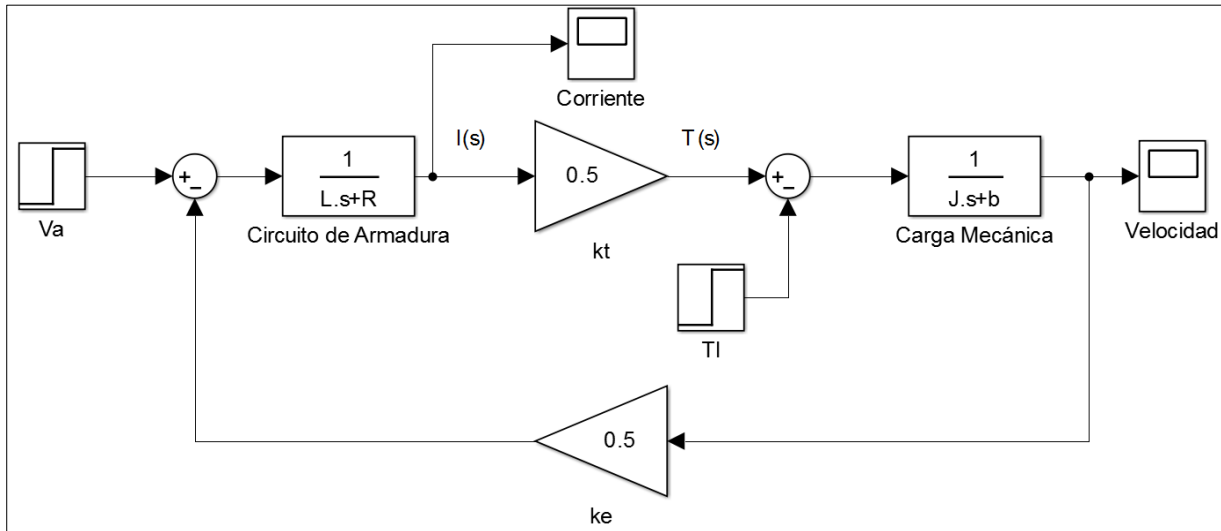 Corriente
I(s)
T(s)
Va
+
−
1
L.s+R
Circuito de Armadura
0.5
kt
+
−
1
J.s+b
Carga Mecánica
Velocidad
Tl
0.5
ke